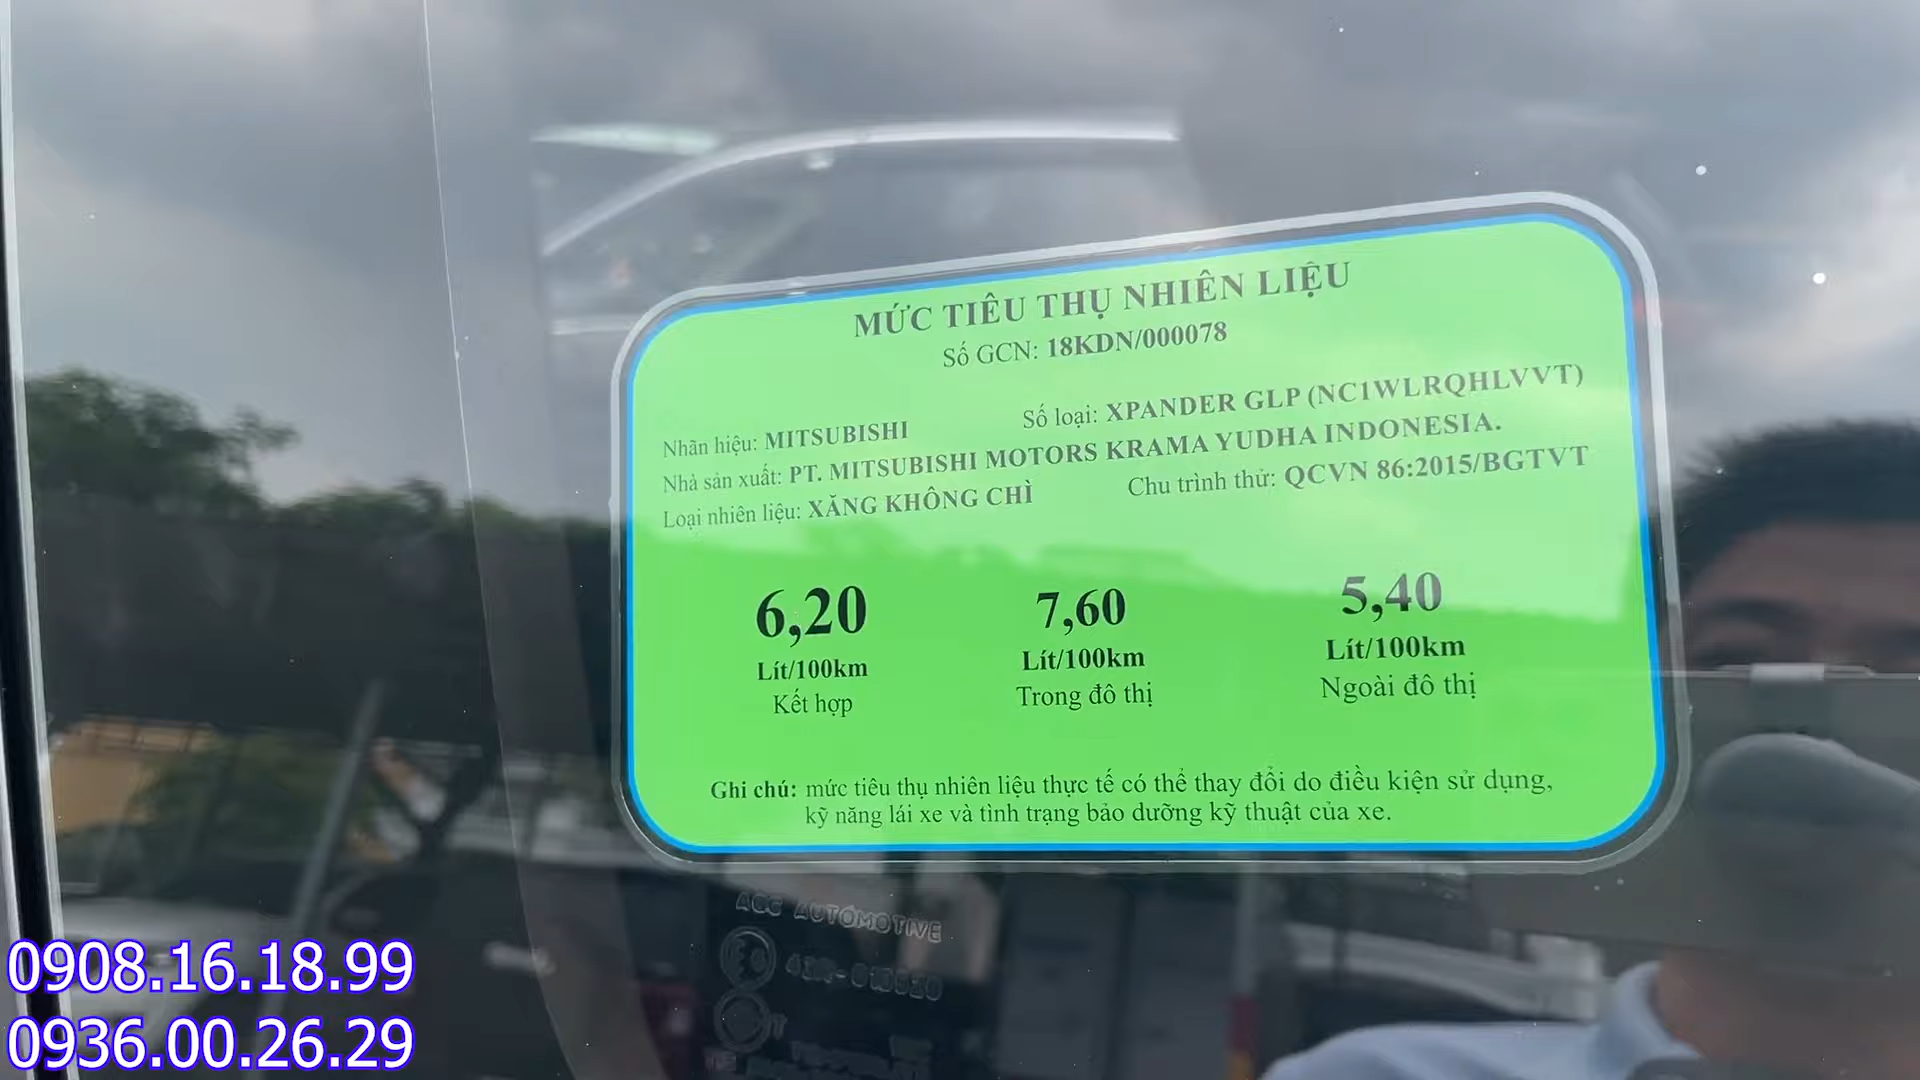 MỨC TIÊU THỤ NHIÊN LIỆU
Số GCN: 18KDN/000078
Nhãn hiệu: MITSUBISHI Số loại: XPANDER GLP (NC1WLRQHLVVT)
Nhà sản xuất: PT. MITSUBISHI MOTORS KRAMA YUDHA INDONESIA.
Loại nhiên liệu: XĂNG KHÔNG CHÌ Chu trình thử: QCVN 86:2015/BGTVT
6,20 7,60 5,40
Lít/100km Lít/100km Lít/100km
Kết hợp Trong đô thị Ngoài đô thị
Ghi chú: mức tiêu thụ nhiên liệu thực tế có thể thay đổi do điều kiện sử dụng,
kỹ năng lái xe và tình trạng bảo dưỡng kỹ thuật của xe.
AGC AUTOMOTIVE
0908.16.18.99
0936.00.26.29